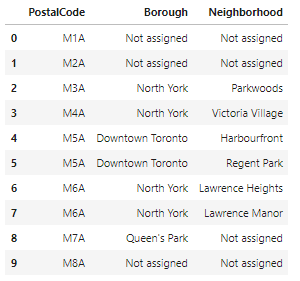 PostalCode Borough Neighborhood
0 M1A Not assigned Not assigned
1 M2A Not assigned Not assigned
2 M3A North York Parkwoods
3 M4A North York Victoria Village
4 M5A Downtown Toronto Harbourfront
5 M5A Downtown Toronto Regent Park
6 M6A North York Lawrence Heights
7 M6A North York Lawrence Manor
8 M7A Queen's Park Not assigned
9 M8A Not assigned Not assigned